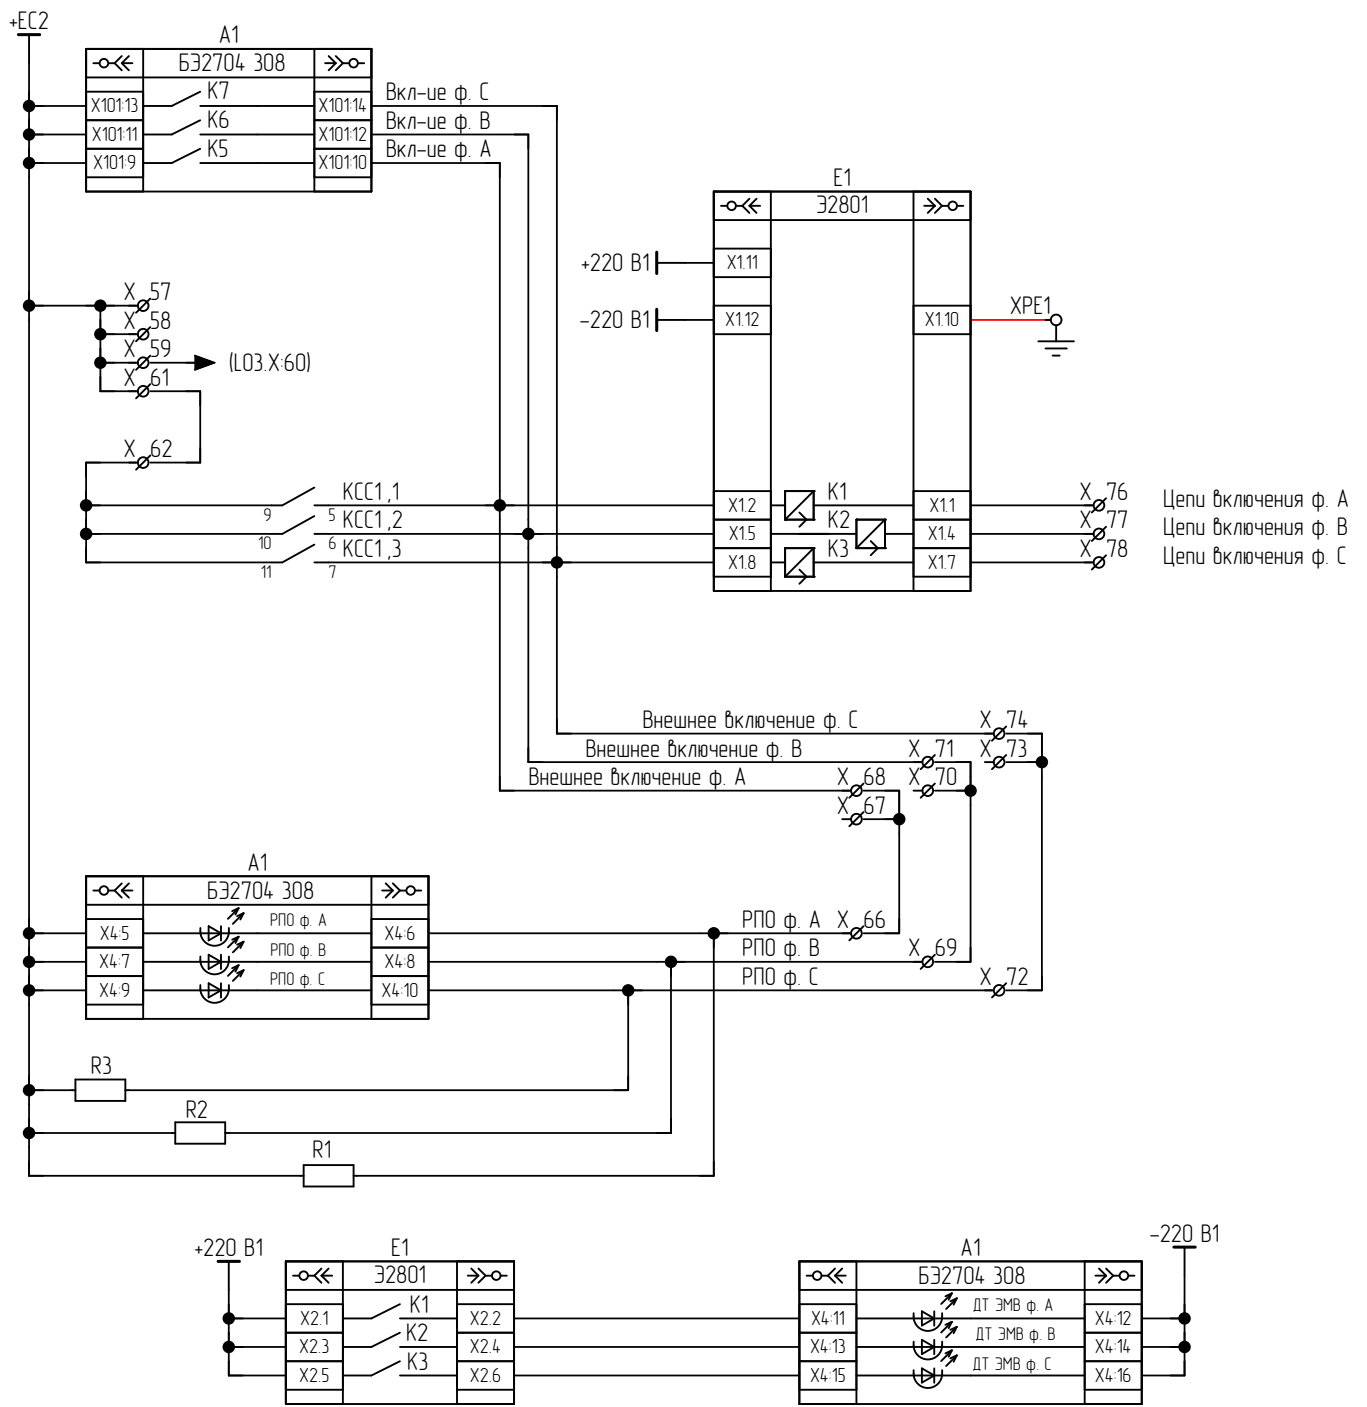 +EC2
A1
БЭ2704 308
X101:13 K7 X101:14 Вкл-ие ф. C
X101:11 K6 X101:12 Вкл-ие ф. B
X101:9 K5 X101:10 Вкл-ие ф. A
E1
Э2801
+220 В1 X1.11
-220 В1 X1.12 X1.10 XPE1
X 57
X 58
X 59 (L03.X:60)
X 61
X 62
9 KCC1,1 5 X1.2 K1 X1.1 X 76 Цепи включения ф. A
10 KCC1,2 6 X1.5 K2 X1.4 X 77 Цепи включения ф. B
11 KCC1,3 7 X1.8 K3 X1.7 X 78 Цепи включения ф. C
Внешнее включение ф. C X 74
Внешнее включение ф. B X 71 X 73
Внешнее включение ф. A X 68 X 70
X 67
A1
БЭ2704 308
X4:5 РПО ф. A X4:6 РПО ф. A X 66
X4:7 РПО ф. B X4:8 РПО ф. B X 69
X4:9 РПО ф. C X4:10 РПО ф. C X 72
R3
R2
R1
+220 В1 E1 A1 -220 В1
Э2801 БЭ2704 308
X2.1 K1 X2.2 X4:11 ДТ ЭМВ ф. A X4:12
X2.3 K2 X2.4 X4:13 ДТ ЭМВ ф. B X4:14
X2.5 K3 X2.6 X4:15 ДТ ЭМВ ф. C X4:16